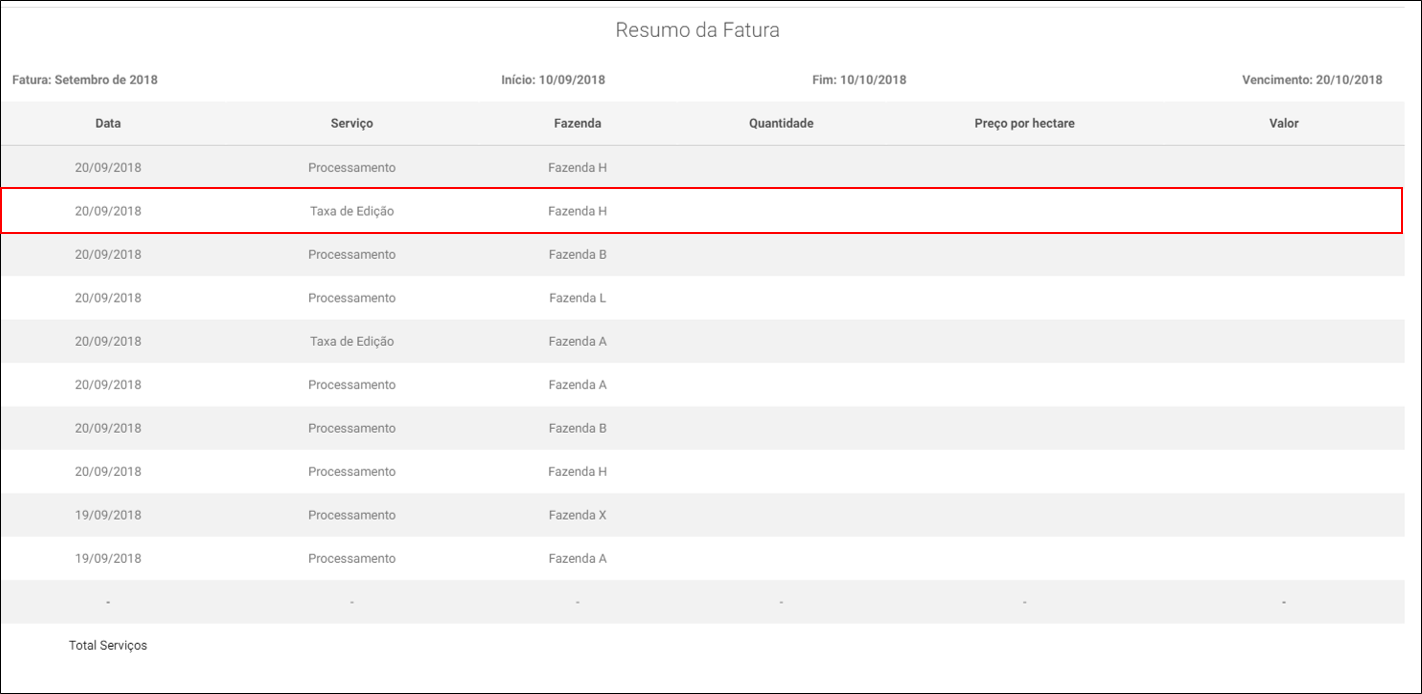 Resumo da Fatura
Fatura: Setembro de 2018 Início: 10/09/2018 Fim: 10/10/2018 Vencimento: 20/10/2018
Data Serviço Fazenda Quantidade Preço por hectare Valor
20/09/2018 Processamento Fazenda H
20/09/2018 Taxa de Edição Fazenda H
20/09/2018 Processamento Fazenda B
20/09/2018 Processamento Fazenda L
20/09/2018 Taxa de Edição Fazenda A
20/09/2018 Processamento Fazenda A
20/09/2018 Processamento Fazenda B
20/09/2018 Processamento Fazenda H
19/09/2018 Processamento Fazenda X
19/09/2018 Processamento Fazenda A
- - - - - -
Total Serviços